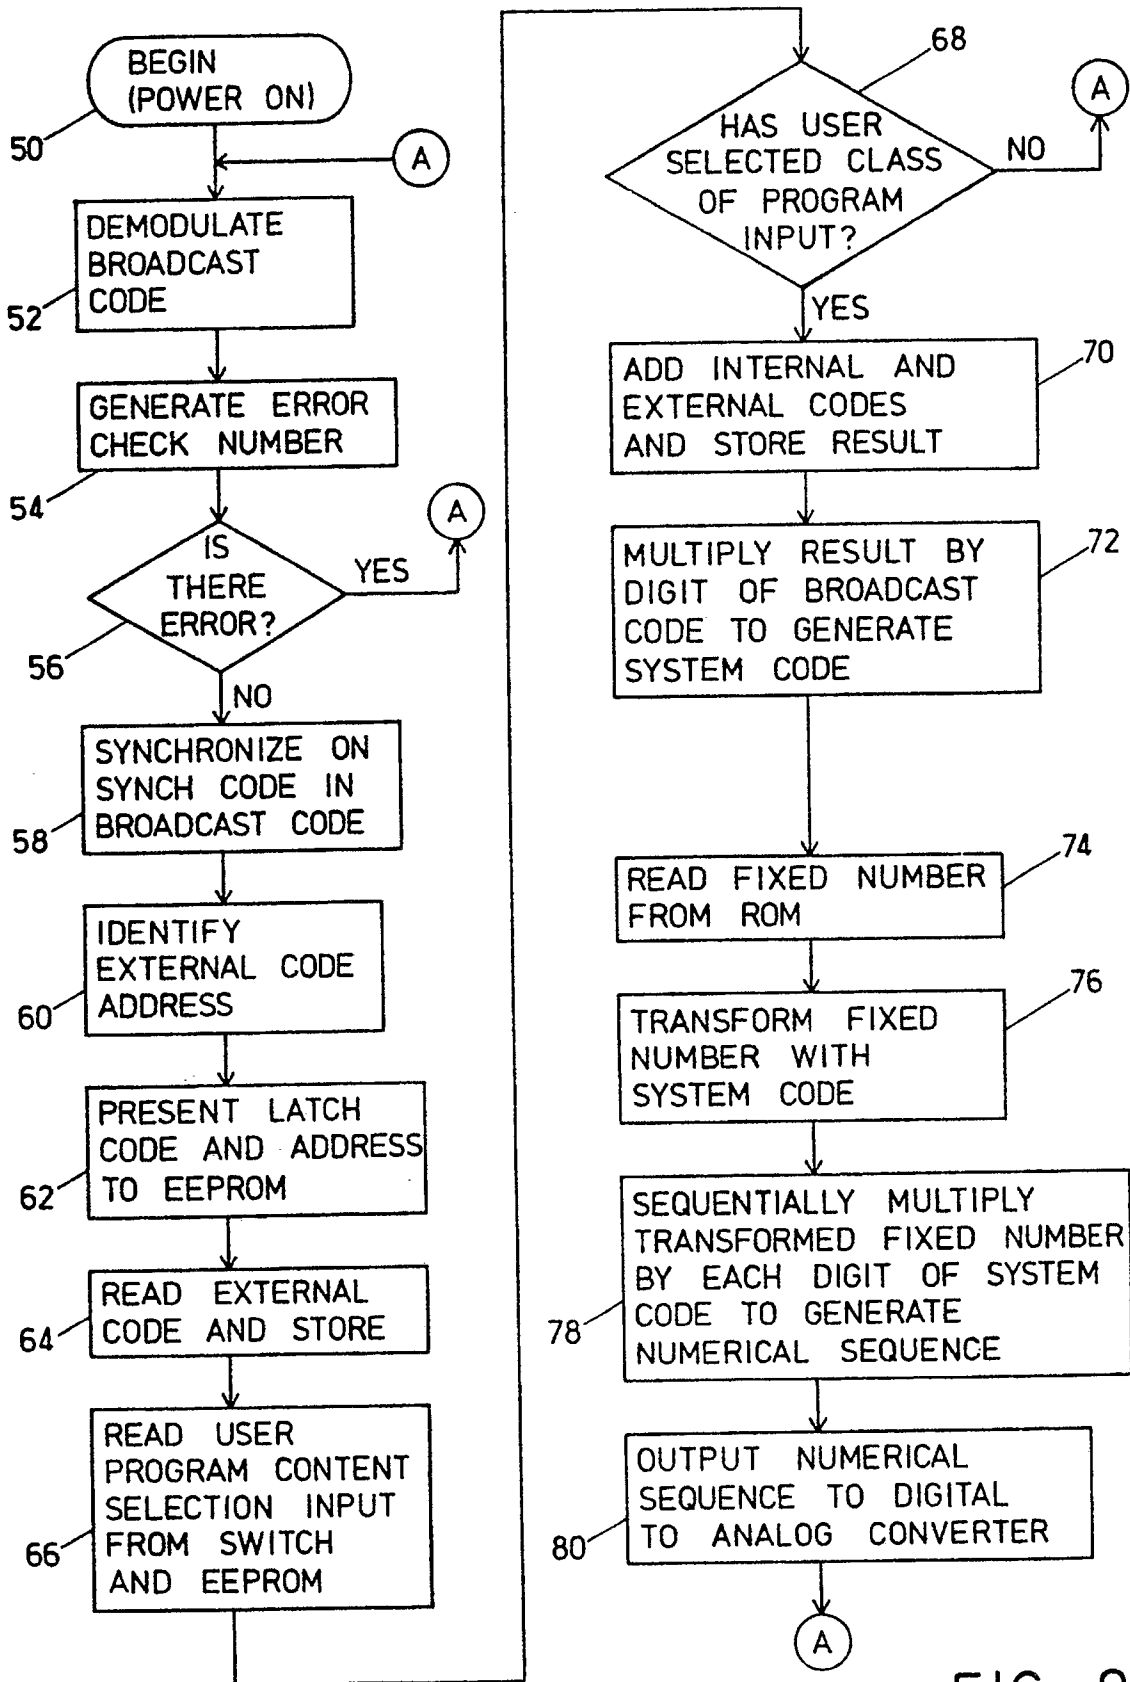 BEGIN
(POWER ON)
50
A
DEMODULATE
BROADCAST
CODE
52
GENERATE ERROR
CHECK NUMBER
54
IS
THERE
ERROR?
YES
A
56
NO
SYNCHRONIZE ON
SYNCH CODE IN
BROADCAST CODE
58
IDENTIFY
EXTERNAL CODE
ADDRESS
60
PRESENT LATCH
CODE AND ADDRESS
TO EEPROM
62
READ EXTERNAL
CODE AND STORE
64
READ USER
PROGRAM CONTENT
SELECTION INPUT
FROM SWITCH
AND EEPROM
66
68
HAS USER
SELECTED CLASS
OF PROGRAM
INPUT?
NO
A
YES
ADD INTERNAL AND
EXTERNAL CODES
AND STORE RESULT
70
MULTIPLY RESULT BY
DIGIT OF BROADCAST
CODE TO GENERATE
SYSTEM CODE
72
READ FIXED NUMBER
FROM ROM
74
TRANSFORM FIXED
NUMBER WITH
SYSTEM CODE
76
SEQUENTIALLY MULTIPLY
TRANSFORMED FIXED NUMBER
BY EACH DIGIT OF SYSTEM
CODE TO GENERATE
NUMERICAL SEQUENCE
78
OUTPUT NUMERICAL
SEQUENCE TO DIGITAL
TO ANALOG CONVERTER
80
A